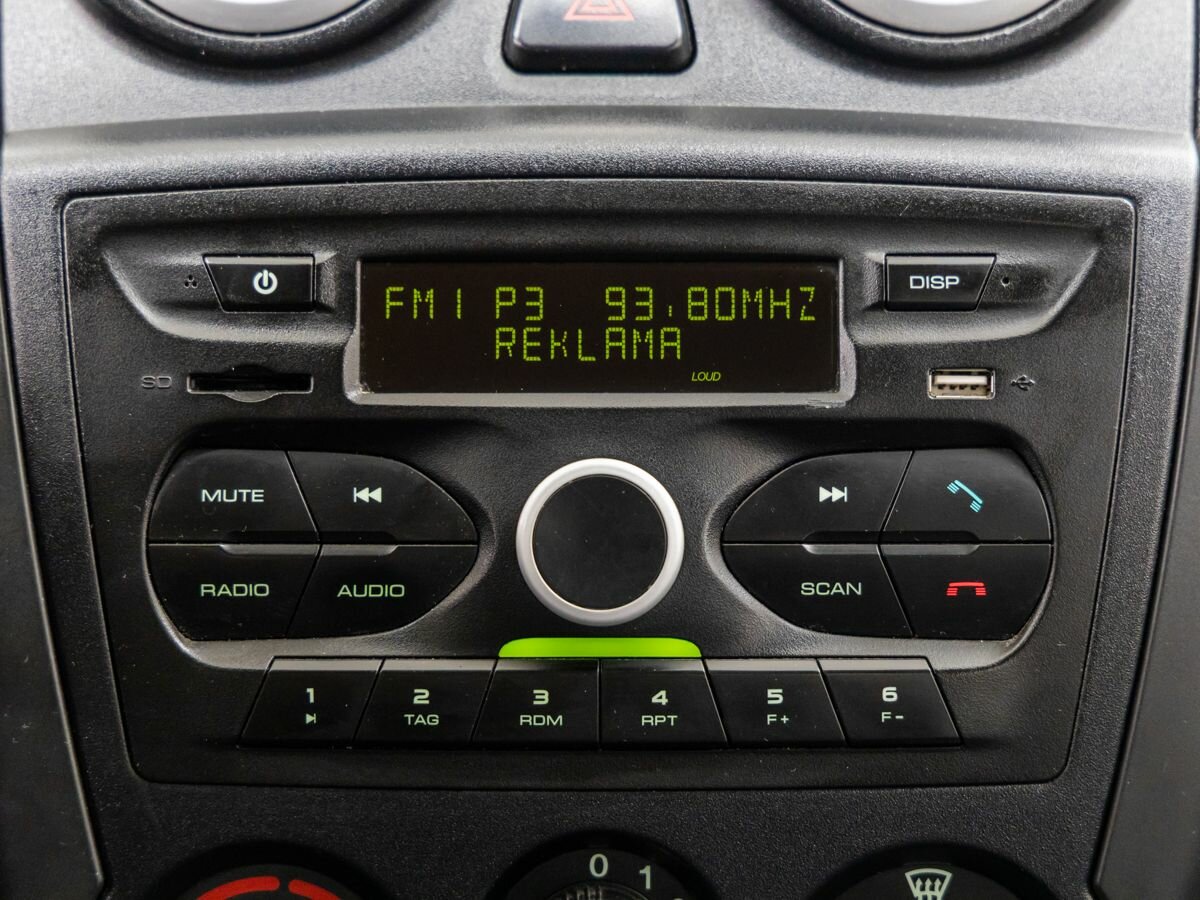 DISP
FM1 P3 93.80MHZ
REKLAMA
LOUD
SD
MUTE
RADIO
AUDIO
SCAN
1
2
TAG
3
RDM
4
RPT
5
F+
6
F-
0
1